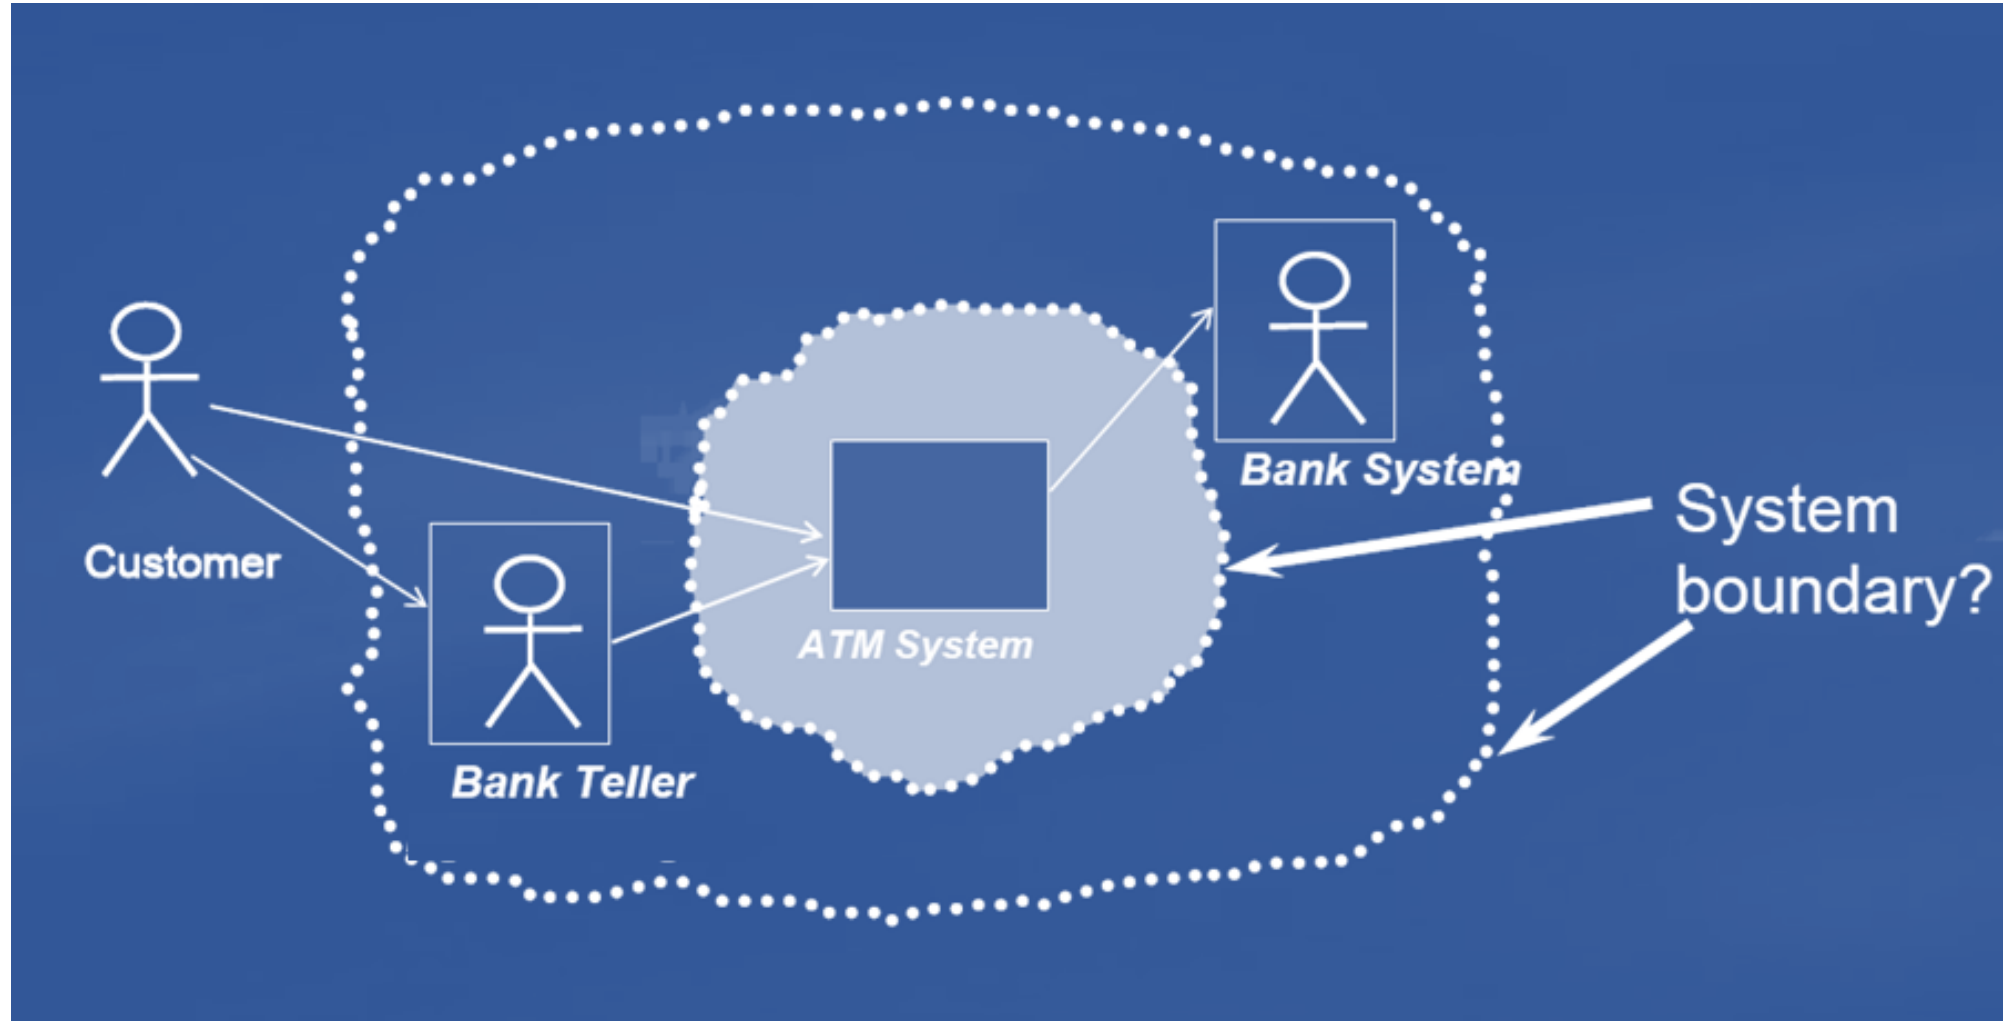 Bank System
System
boundary?
Customer
ATM System
Bank Teller